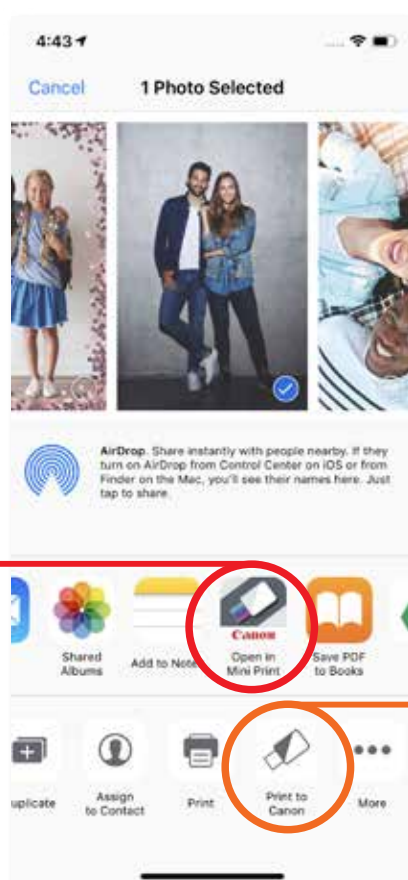 4:43
Cancel
1 Photo Selected
AirDrop. Share instantly with people nearby. If they
turn on AirDrop from Control Center on iOS or from
Finder on the Mac, you'll see their names here. Just
tap to share.
Canon
Shared
Albums
Add to Note
Open in
Mini Print
Save PDF
to Books
uplicate
Assign
to Contact
Print
Print to
Canon
More